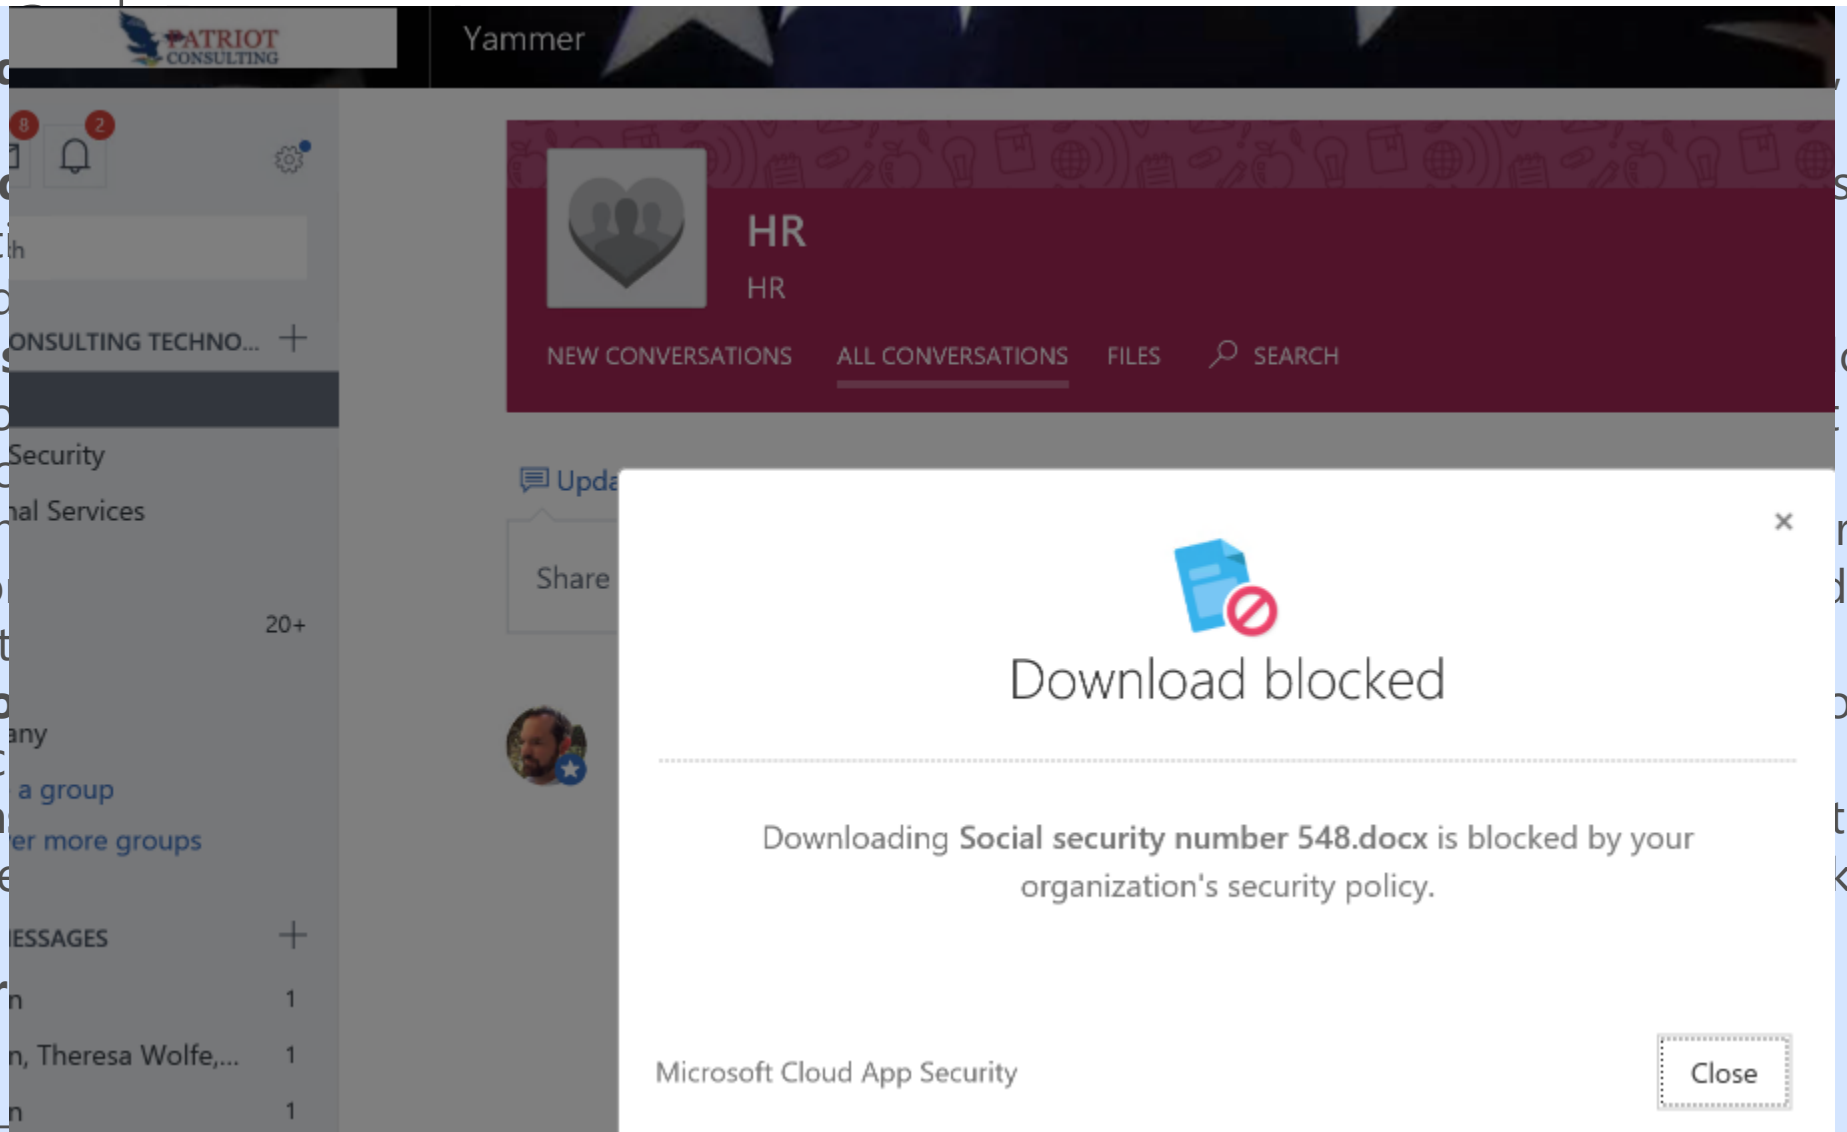 PATRIOT
CONSULTING
Yammer
8
2
th
ONSULTING TECHNO...
Security
nal Services
20+
any
a group
er more groups
ESSAGES
n
1
n, Theresa Wolfe,...
1
n
1
HR
HR
NEW CONVERSATIONS
ALL CONVERSATIONS
FILES
SEARCH
Upda
Share
×
Download blocked
Downloading Social security number 548.docx is blocked by your
organization's security policy.
Microsoft Cloud App Security
Close